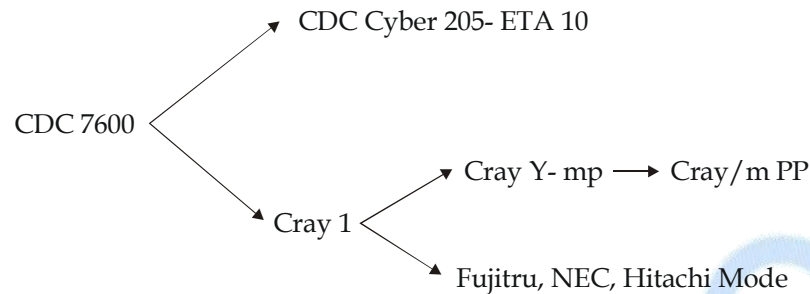 CDC Cyber 205- ETA 10
CDC 7600
Cray Y- mp
Cray/m PP
Cray 1
Fujitru, NEC, Hitachi Mode